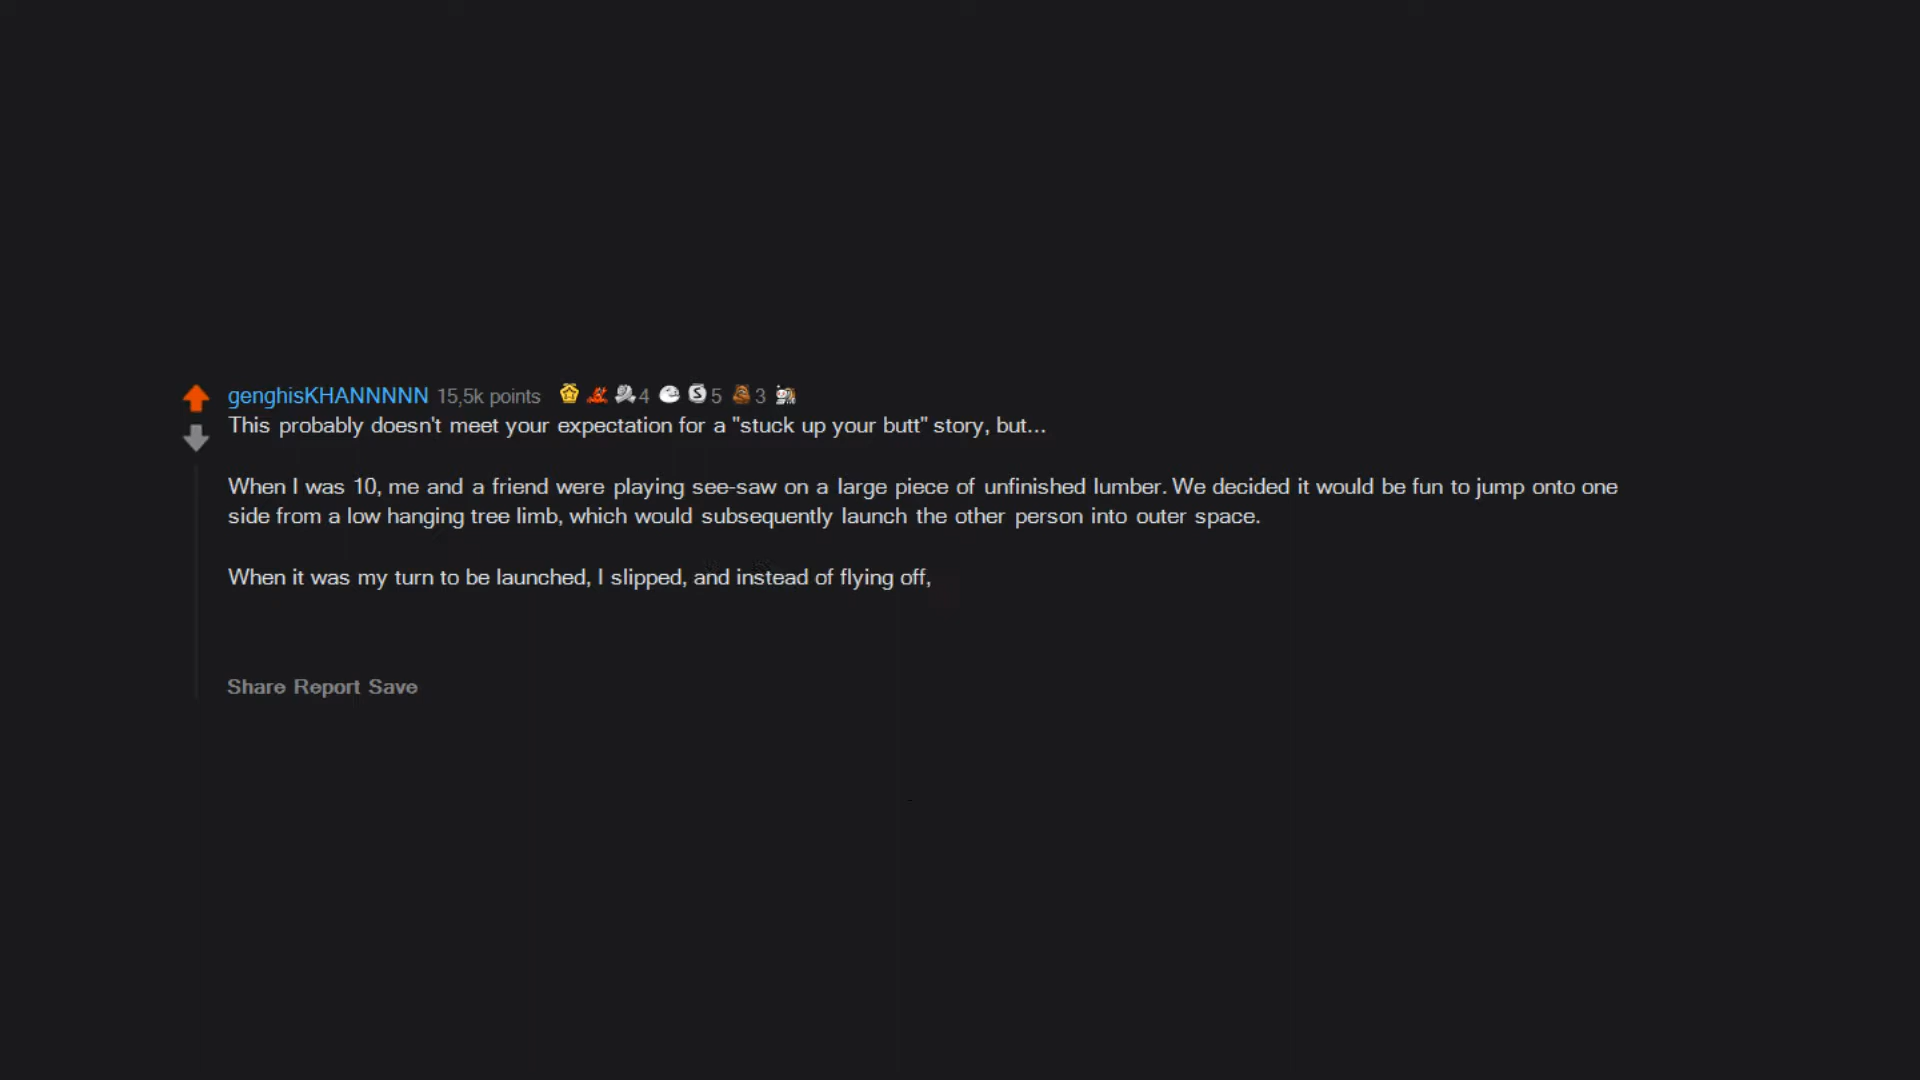 genghisKHANNNNN 15,5k points 4 5 3
This probably doesn't meet your expectation for a "stuck up your butt" story, but...
When I was 10, me and a friend were playing see-saw on a large piece of unfinished lumber. We decided it would be fun to jump onto one
side from a low hanging tree limb, which would subsequently launch the other person into outer space.
When it was my turn to be launched, I slipped, and instead of flying off,
Share Report Save